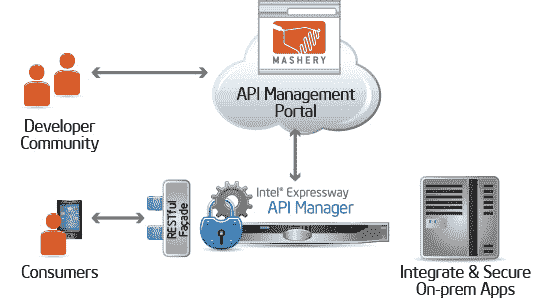 MASHERY
API Management
Portal
Developer
Community
Intel® Expressway
API Manager
RESTful
Façade
Consumers
Integrate & Secure
On-prem Apps